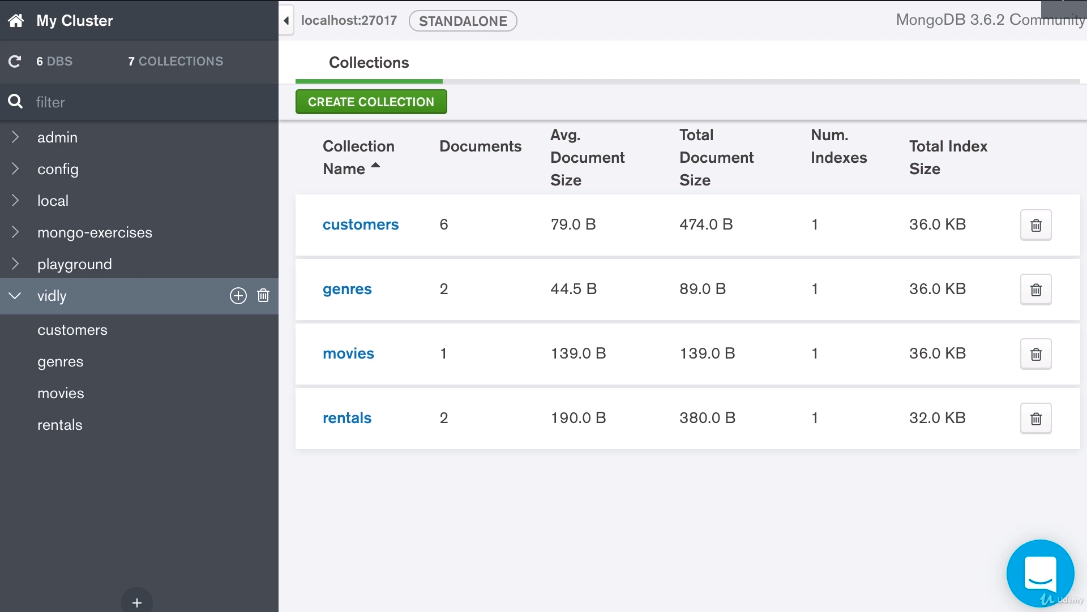 My Cluster
localhost:27017 STANDALONE MongoDB 3.6.2 Community
6 DBS 7 COLLECTIONS
Collections
filter
CREATE COLLECTION
admin
config
local
mongo-exercises
playground
vidly
customers
genres
movies
rentals
Collection Name Documents Avg. Document Size Total Document Size Num. Indexes Total Index Size
customers 6 79.0 B 474.0 B 1 36.0 KB
genres 2 44.5 B 89.0 B 1 36.0 KB
movies 1 139.0 B 139.0 B 1 36.0 KB
rentals 2 190.0 B 380.0 B 1 32.0 KB
Udemy